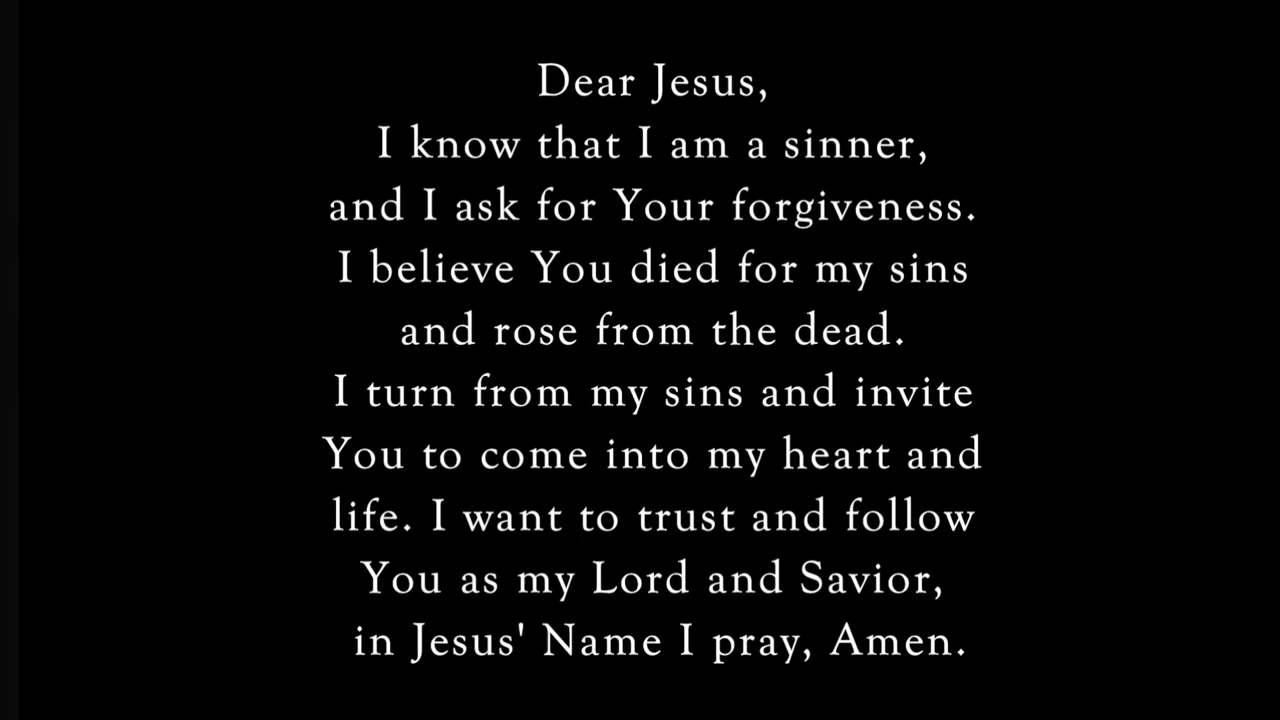 Dear Jesus,
I know that I am a sinner,
and I ask for Your forgiveness.
I believe You died for my sins
and rose from the dead.
I turn from my sins and invite
You to come into my heart and
life. I want to trust and follow
You as my Lord and Savior,
in Jesus' Name I pray, Amen.